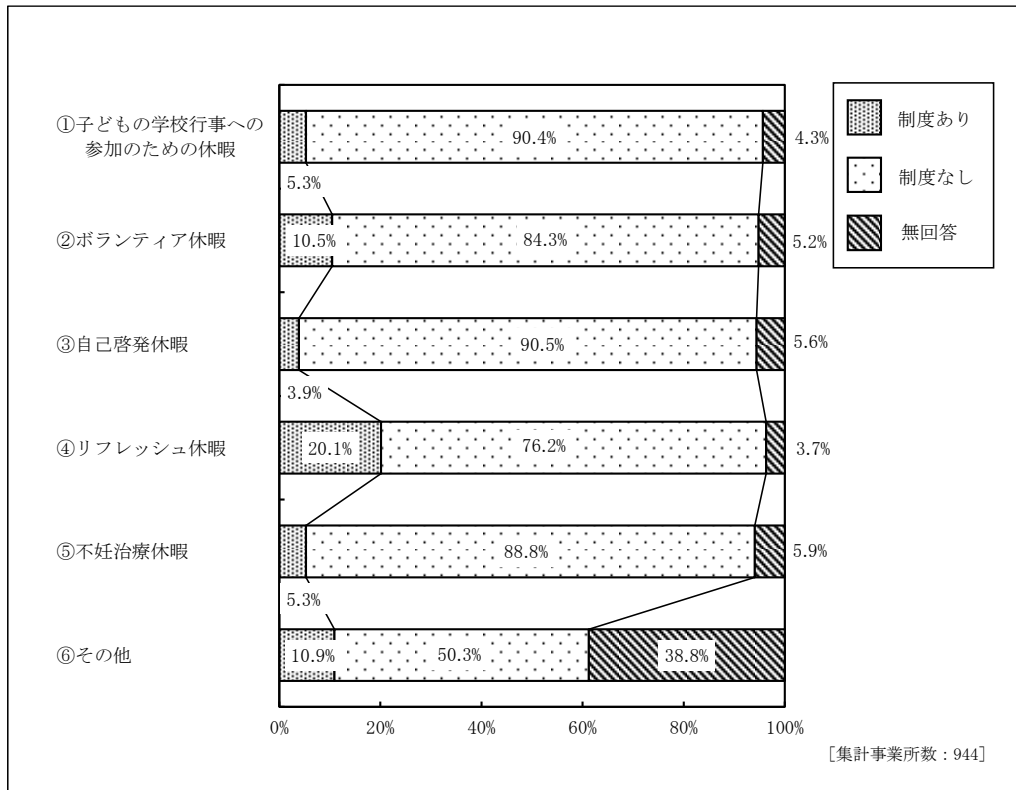 ①子どもの学校行事への
参加のための休暇
90.4%
4.3%
5.3%
②ボランティア休暇
10.5%
84.3%
5.2%
③自己啓発休暇
90.5%
5.6%
3.9%
④リフレッシュ休暇
20.1%
76.2%
3.7%
⑤不妊治療休暇
88.8%
5.9%
5.3%
⑥その他
10.9%
50.3%
38.8%
0%
20%
40%
60%
80%
100%
制度あり
制度なし
無回答
[集計事業所数：944]